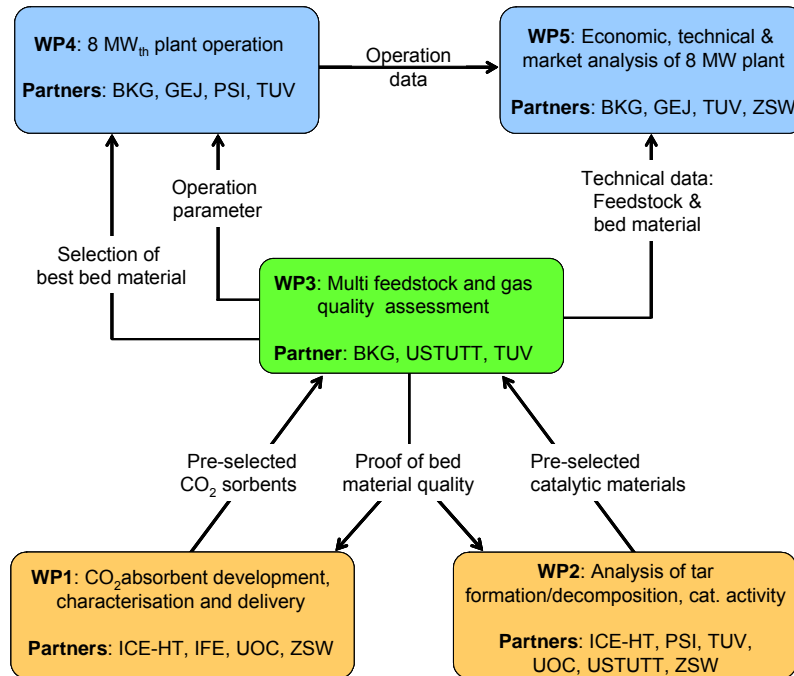 WP4: 8 MWth plant operation
Partners: BKG, GEJ, PSI, TUV
Operation
data
WP5: Economic, technical &
market analysis of 8 MW plant
Partners: BKG, GEJ, TUV, ZSW
Operation
parameter
Technical data:
Feedstock &
bed material
Selection of
best bed material
WP3: Multi feedstock and gas
quality assessment
Partner: BKG, USTUTT, TUV
Pre-selected
CO2 sorbents
Proof of bed
material quality
Pre-selected
catalytic materials
WP1: CO2absorbent development,
characterisation and delivery
Partners: ICE-HT, IFE, UOC, ZSW
WP2: Analysis of tar
formation/decomposition, cat. activity
Partners: ICE-HT, PSI, TUV,
UOC, USTUTT, ZSW